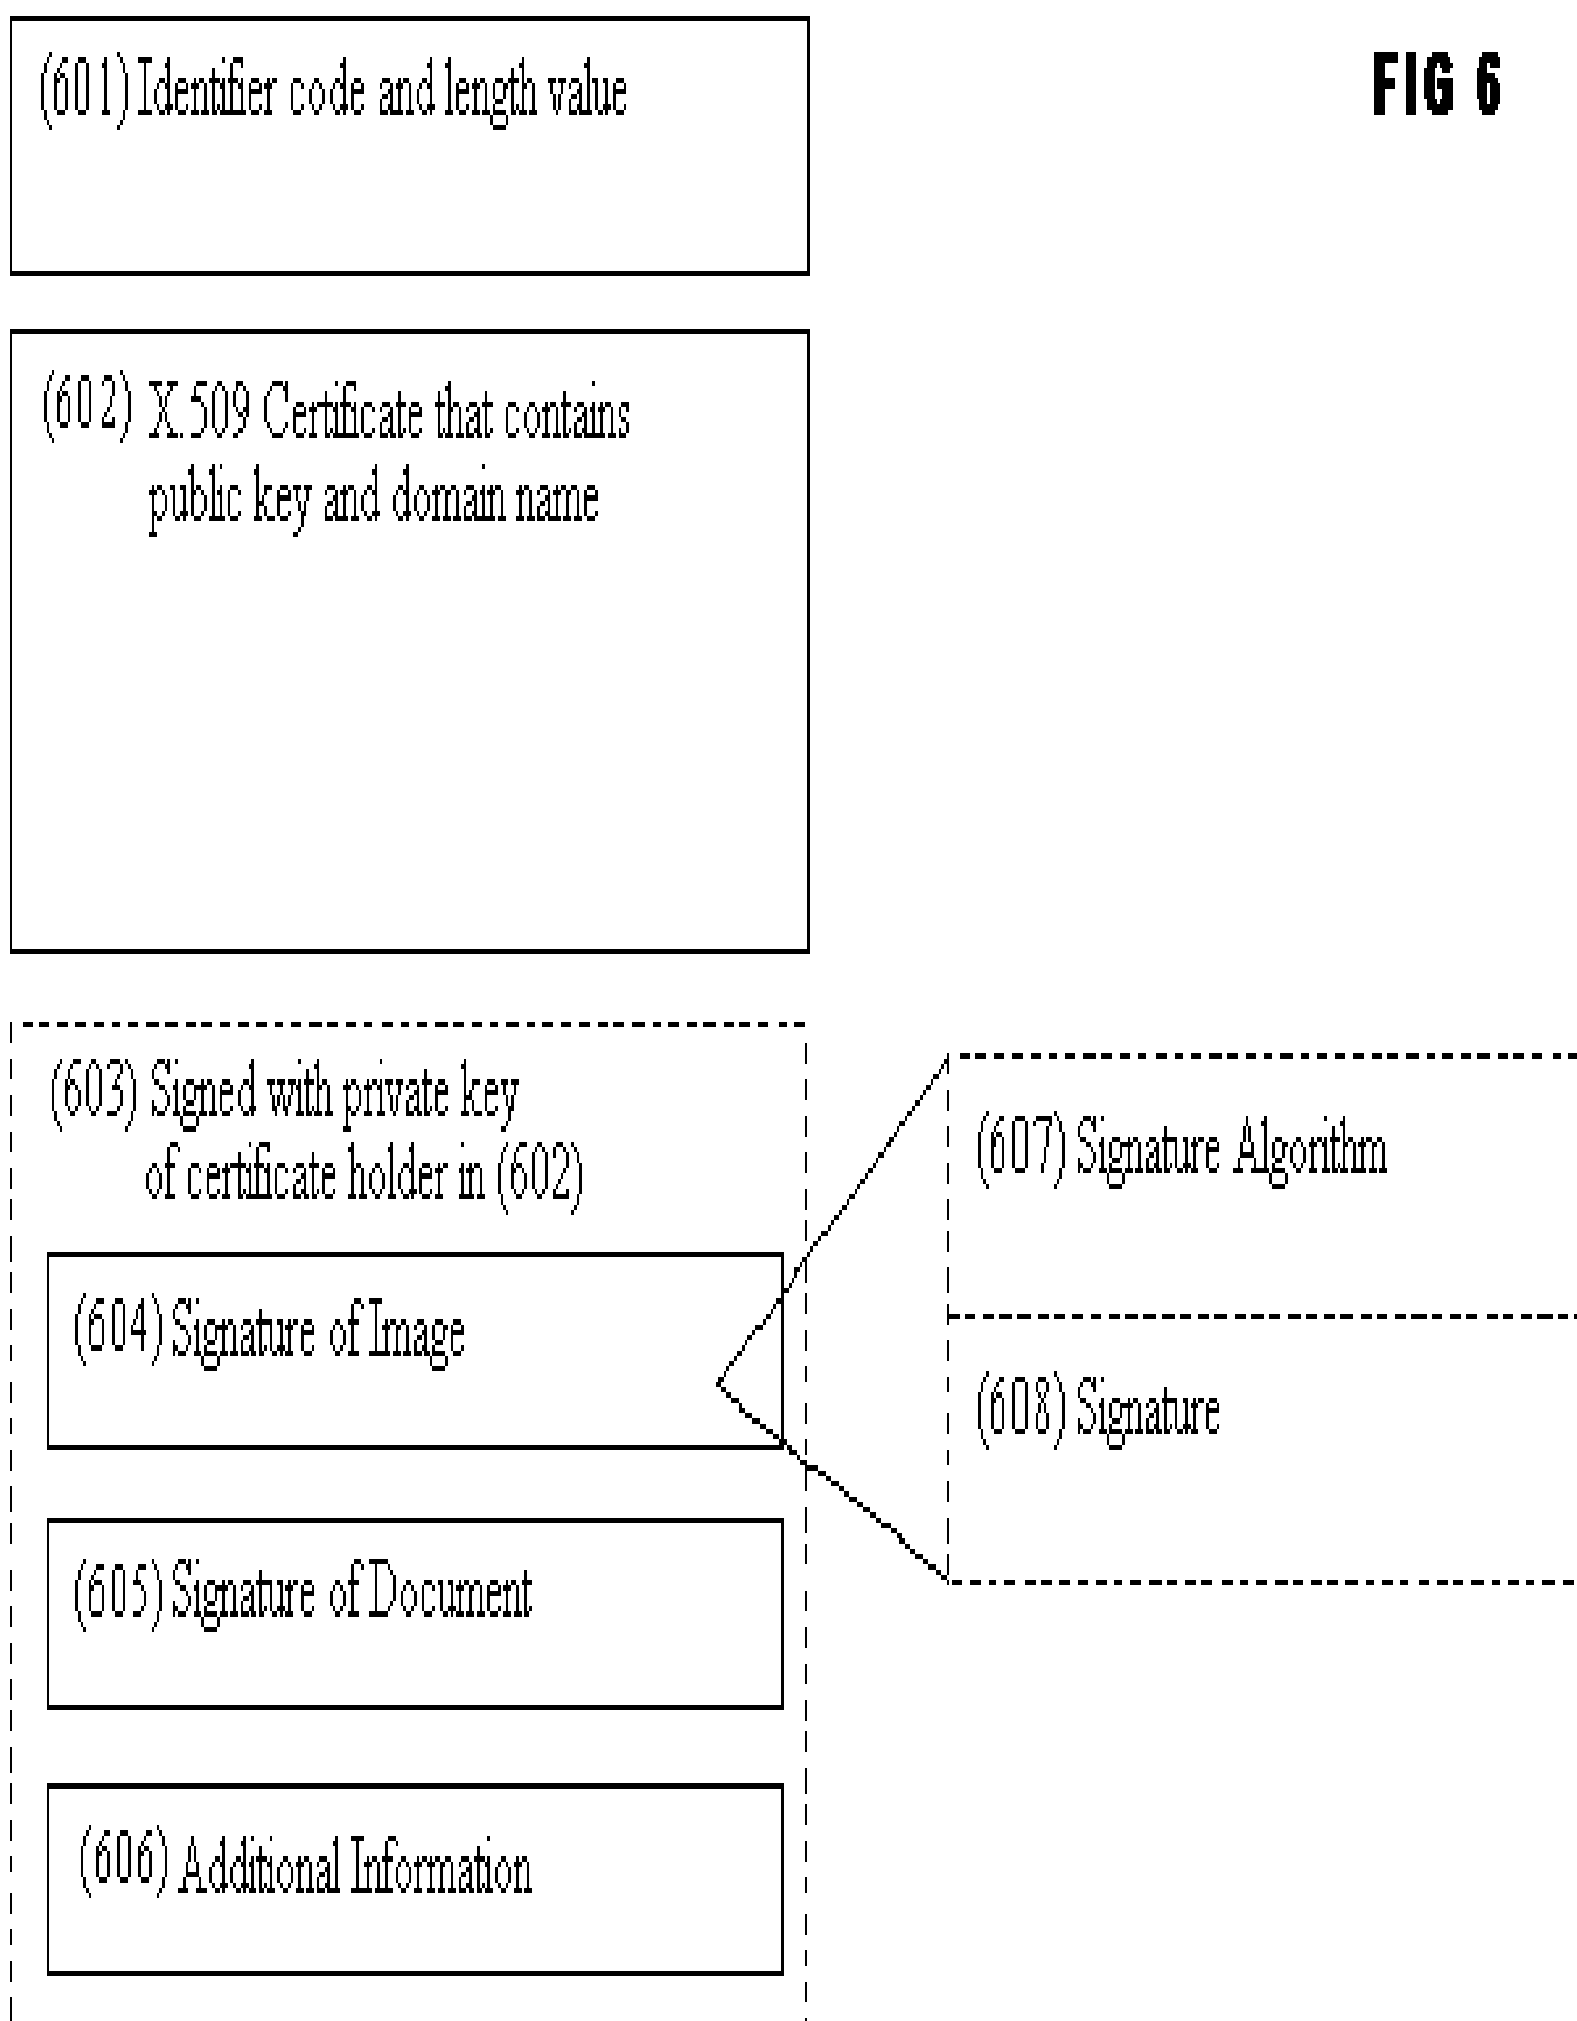 FIG 6
(601) Identifier code and length value
(602) X.509 Certificate that contains
public key and domain name
(603) Signed with private key
of certificate holder in (602)
(604) Signature of Image
(605) Signature of Document
(606) Additional Information
(607) Signature Algorithm
(608) Signature